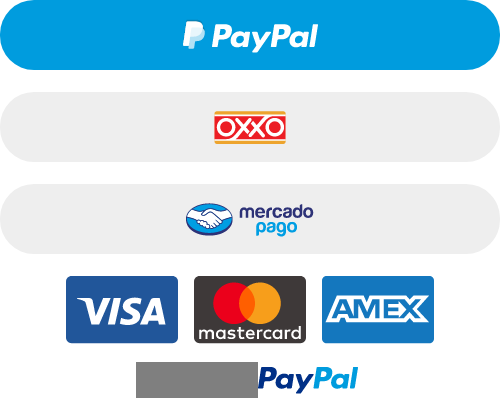 PayPal
OXXO
mercado
pago
VISA
mastercard
AMEX
PayPal